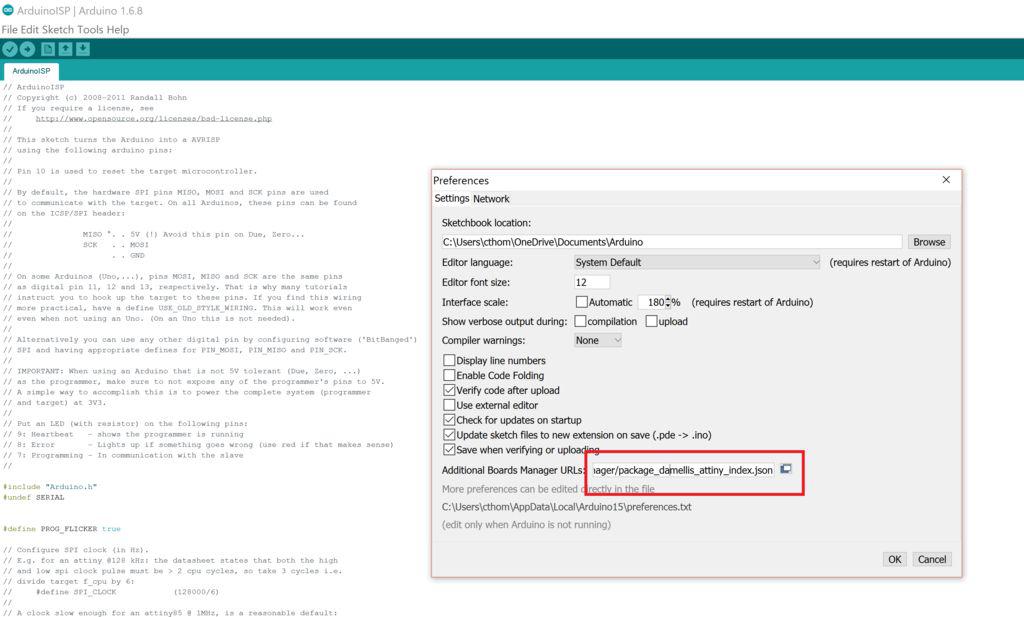 ArduinoISP | Arduino 1.6.8
File Edit Sketch Tools Help
ArduinoISP
// ArduinoISP
// Copyright (c) 2008-2011 Randall Bohn
// If you require a license, see
//     http://www.opensource.org/licenses/bsd-license.php
//
// This sketch turns the Arduino into a AVRISP
// using the following arduino pins:
//
// Pin 10 is used to reset the target microcontroller.
//
// By default, the hardware SPI pins MISO, MOSI and SCK pins are used
// to communicate with the target. On all Arduinos, these pins can be found
// on the ICSP/SPI header:
//
//             MISO °. . 5V (!) Avoid this pin on Due, Zero...
//             SCK   . . MOSI
//                   . . GND
//
// On some Arduinos (Uno,...), pins MOSI, MISO and SCK are the same pins
// as digital pin 11, 12 and 13, respectively. That is why many tutorials
// instruct you to hook up the target to these pins. If you find this wiring
// more practical, have a define USE_OLD_STYLE_WIRING. This will work even
// even when not using an Uno. (On an Uno this is not needed).
//
// Alternatively you can use any other digital pin by configuring software ('BitBanged')
// SPI and having appropriate defines for PIN_MOSI, PIN_MISO and PIN_SCK.
//
// IMPORTANT: When using an Arduino that is not 5V tolerant (Due, Zero, ...)
// as the programmer, make sure to not expose any of the programmer's pins to 5V.
// A simple way to accomplish this is to power the complete system (programmer
// and target) at 3V3.
//
// Put an LED (with resistor) on the following pins:
// 9: Heartbeat   - shows the programmer is running
// 8: Error       - Lights up if something goes wrong (use red if that makes sense)
// 7: Programming - In communication with the slave
//
#include "Arduino.h"
#undef SERIAL
#define PROG_FLICKER true
// Configure SPI clock (in Hz).
// E.g. for an attiny @128 kHz: the datasheet states that both the high
// and low spi clock pulse must be > 2 cpu cycles, so take 3 cycles i.e.
// divide target f_cpu by 6:
//     #define SPI_CLOCK            (128000/6)
//
// A clock slow enough for an attiny85 @ 1MHz, is a reasonable default:
Preferences
Settings Network
Sketchbook location:
C:\Users\cthom\OneDrive\Documents\Arduino Browse
Editor language: System Default (requires restart of Arduino)
Editor font size: 12
Interface scale: Automatic 180 % (requires restart of Arduino)
Show verbose output during: compilation upload
Compiler warnings: None
Display line numbers
Enable Code Folding
Verify code after upload
Use external editor
Check for updates on startup
Update sketch files to new extension on save (.pde -> .ino)
Save when verifying or uploading
Additional Boards Manager URLs: nager/package_damellis_attiny_index.json
More preferences can be edited directly in the file
C:\Users\cthom\AppData\Local\Arduino15\preferences.txt
(edit only when Arduino is not running)
OK Cancel